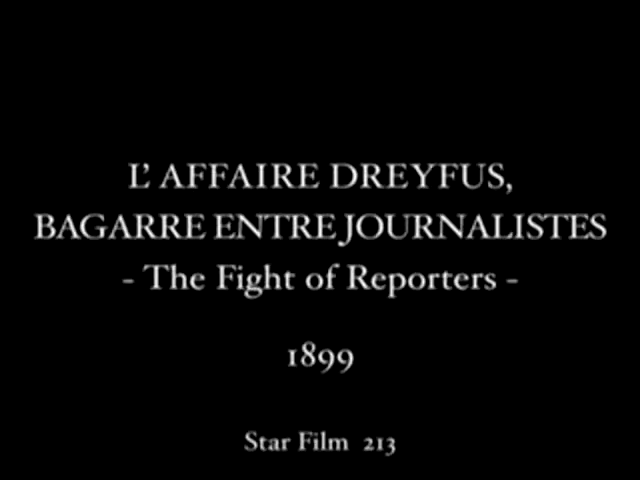 L' AFFAIRE DREYFUS,
BAGARRE ENTRE JOURNALISTES
- The Fight of Reporters -
1899
Star Film 213